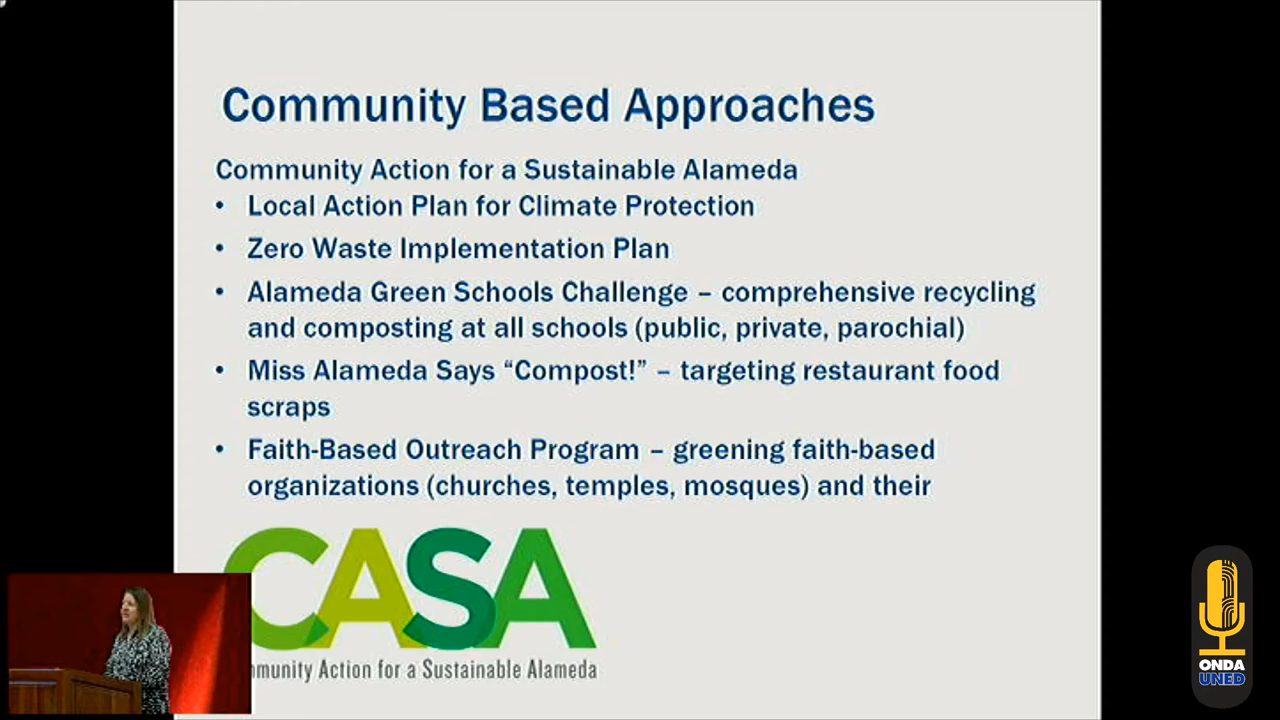 Community Based Approaches
Community Action for a Sustainable Alameda
• Local Action Plan for Climate Protection
• Zero Waste Implementation Plan
• Alameda Green Schools Challenge – comprehensive recycling
and composting at all schools (public, private, parochial)
• Miss Alameda Says “Compost!” – targeting restaurant food
scraps
• Faith-Based Outreach Program – greening faith-based
organizations (churches, temples, mosques) and their
CASA
mmunity Action for a Sustainable Alameda
ONDA
UNED